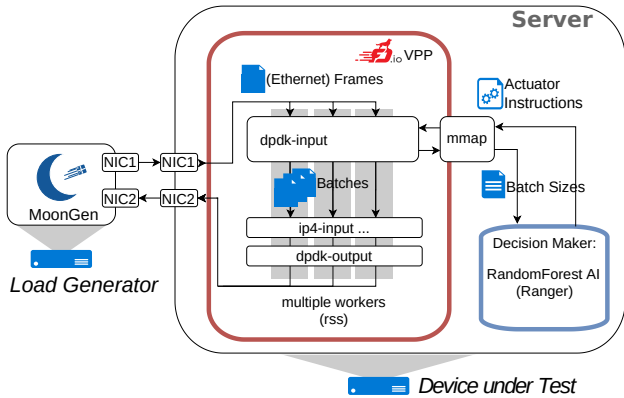 Server
.io VPP
(Ethernet) Frames
Actuator
Instructions
dpdk-input
mmap
NIC1
NIC1
MoonGen
NIC2
NIC2
Batches
Batch Sizes
ip4-input ...
dpdk-output
Decision Maker:
RandomForest AI
(Ranger)
Load Generator
multiple workers
(rss)
Device under Test